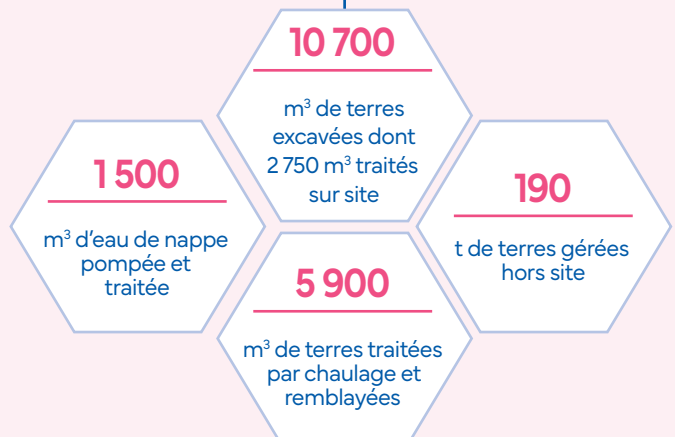 10 700
m³ de terres
excavées dont
2 750 m³ traités
sur site
1 500
m³ d'eau de nappe
pompée et
traitée
190
t de terres gérées
hors site
5 900
m³ de terres traitées
par chaulage et
remblayées